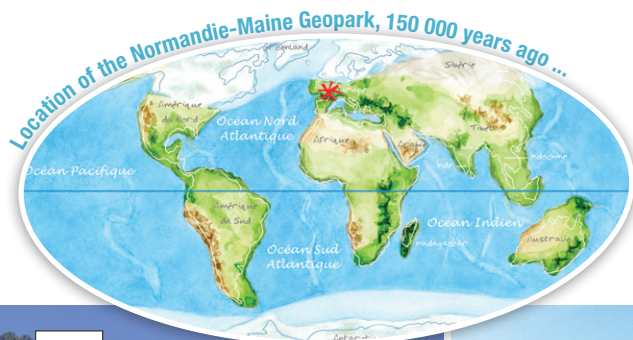 Location of the Normandie-Maine Geopark, 150 000 years ago ...
Groenland
Sibérie
Amérique
du Nord
Océan Nord
Atlantique
Afrique
Arabie
Tibet
Inde
Indochine
Océan Pacifique
Amérique
du Sud
Océan Sud
Atlantique
Océan Indien
Madagascar
Australie